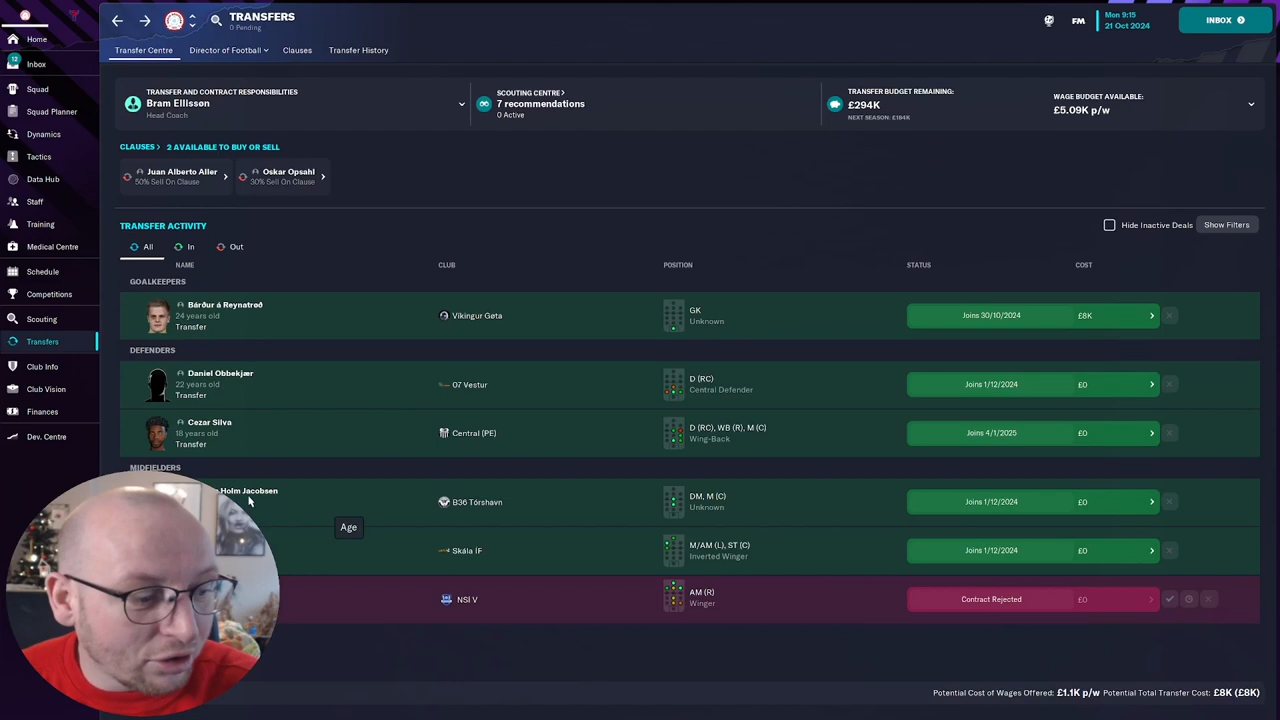 TRANSFERS
0 Pending
FM
Mon 9:15
21 Oct 2024
INBOX
Transfer Centre
Director of Football
Clauses
Transfer History
Home
12
Inbox
Squad
Squad Planner
Dynamics
Tactics
Data Hub
Staff
Training
Medical Centre
Schedule
Competitions
Scouting
Transfers
Club Info
Club Vision
Finances
Dev. Centre
TRANSFER AND CONTRACT RESPONSIBILITIES
Bram Ellisson
Head Coach
SCOUTING CENTRE >
7 recommendations
0 Active
TRANSFER BUDGET REMAINING:
£294K
NEXT SEASON: £184K
WAGE BUDGET AVAILABLE:
£5.09K p/w
CLAUSES > 2 AVAILABLE TO BUY OR SELL
Juan Alberto Aller
50% Sell On Clause
Oskar Opsahl
30% Sell On Clause
TRANSFER ACTIVITY
Hide Inactive Deals
Show Filters
All
In
Out
NAME CLUB POSITION STATUS COST
GOALKEEPERS
Bárður á Reynatrøð
24 years old
Transfer
Víkingur Gøta
GK
Unknown
Joins 30/10/2024 £8K
DEFENDERS
Daniel Obbekjær
22 years old
Transfer
07 Vestur
D (RC)
Central Defender
Joins 1/12/2024 £0
Cezar Silva
18 years old
Transfer
Central (PE)
D (RC), WB (R), M (C)
Wing-Back
Joins 4/1/2025 £0
MIDFIELDERS
Holm Jacobsen
B36 Tórshavn
DM, M (C)
Unknown
Joins 1/12/2024 £0
Age
Skála ÍF
M/AM (L), ST (C)
Inverted Winger
Joins 1/12/2024 £0
NSÍ V
AM (R)
Winger
Contract Rejected £0
Potential Cost of Wages Offered: £1.1K p/w Potential Total Transfer Cost: £8K (£8K)